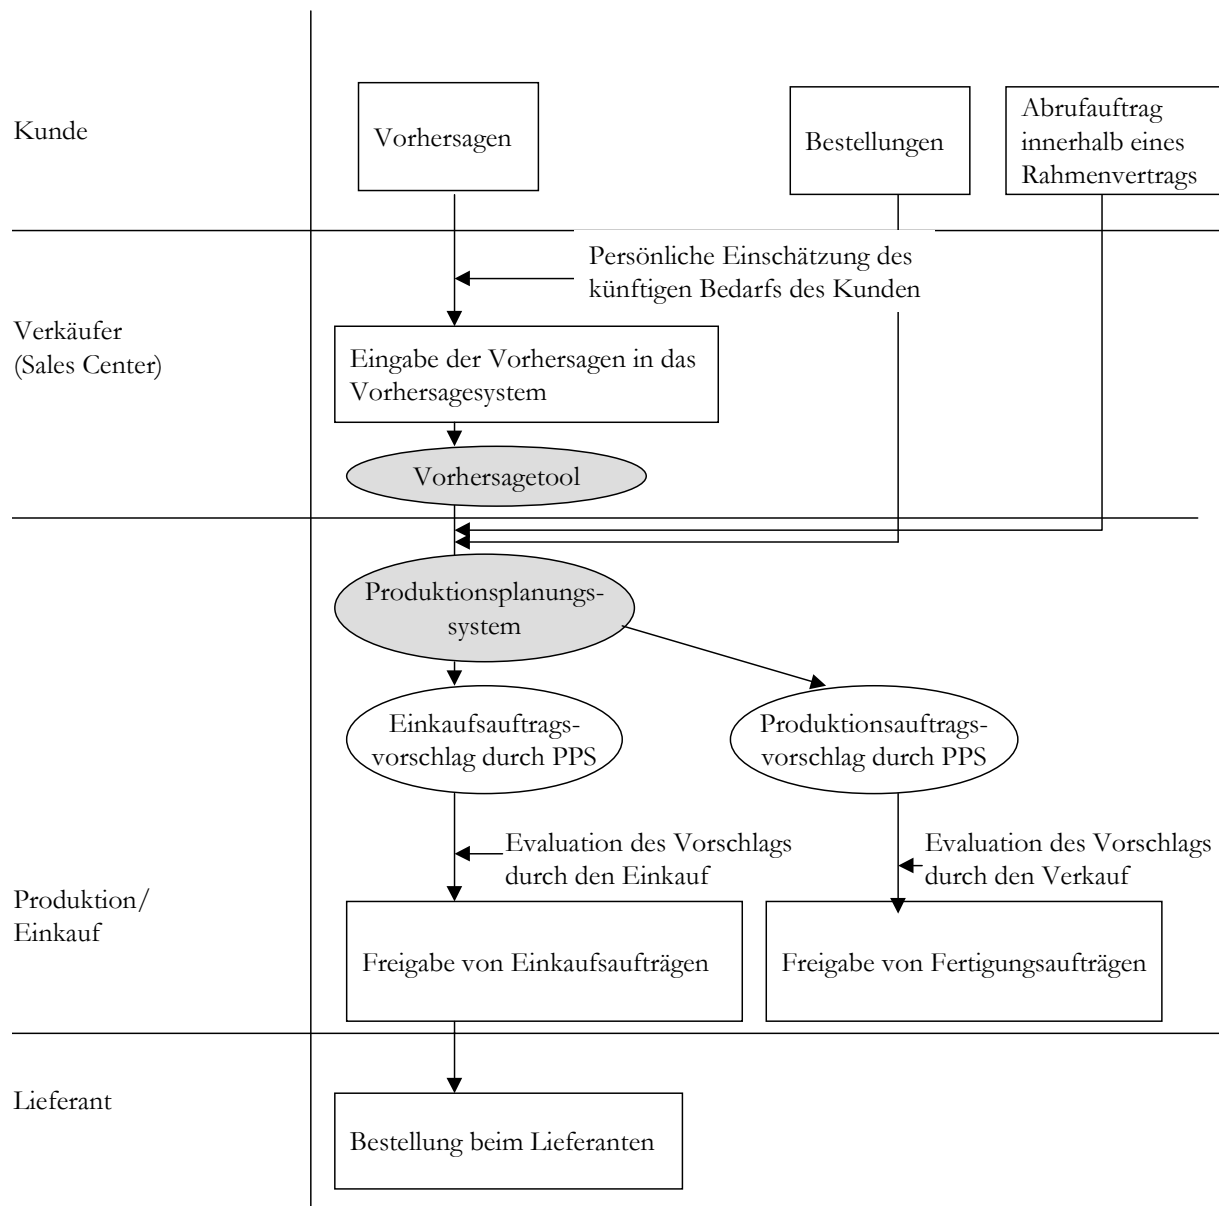 Kunde
Vorhersagen
Bestellungen
Abrufauftrag
innerhalb eines
Rahmenvertrags
Verkäufer
(Sales Center)
Persönliche Einschätzung des
künftigen Bedarfs des Kunden
Eingabe der Vorhersagen in das
Vorhersagesystem
Vorhersagetool
Produktion/
Einkauf
Produktionsplanungs-
system
Einkaufsauftrags-
vorschlag durch PPS
Produktionsauftrags-
vorschlag durch PPS
Evaluation des Vorschlags
durch den Einkauf
Evaluation des Vorschlags
durch den Verkauf
Freigabe von Einkaufsaufträgen
Freigabe von Fertigungsaufträgen
Lieferant
Bestellung beim Lieferanten